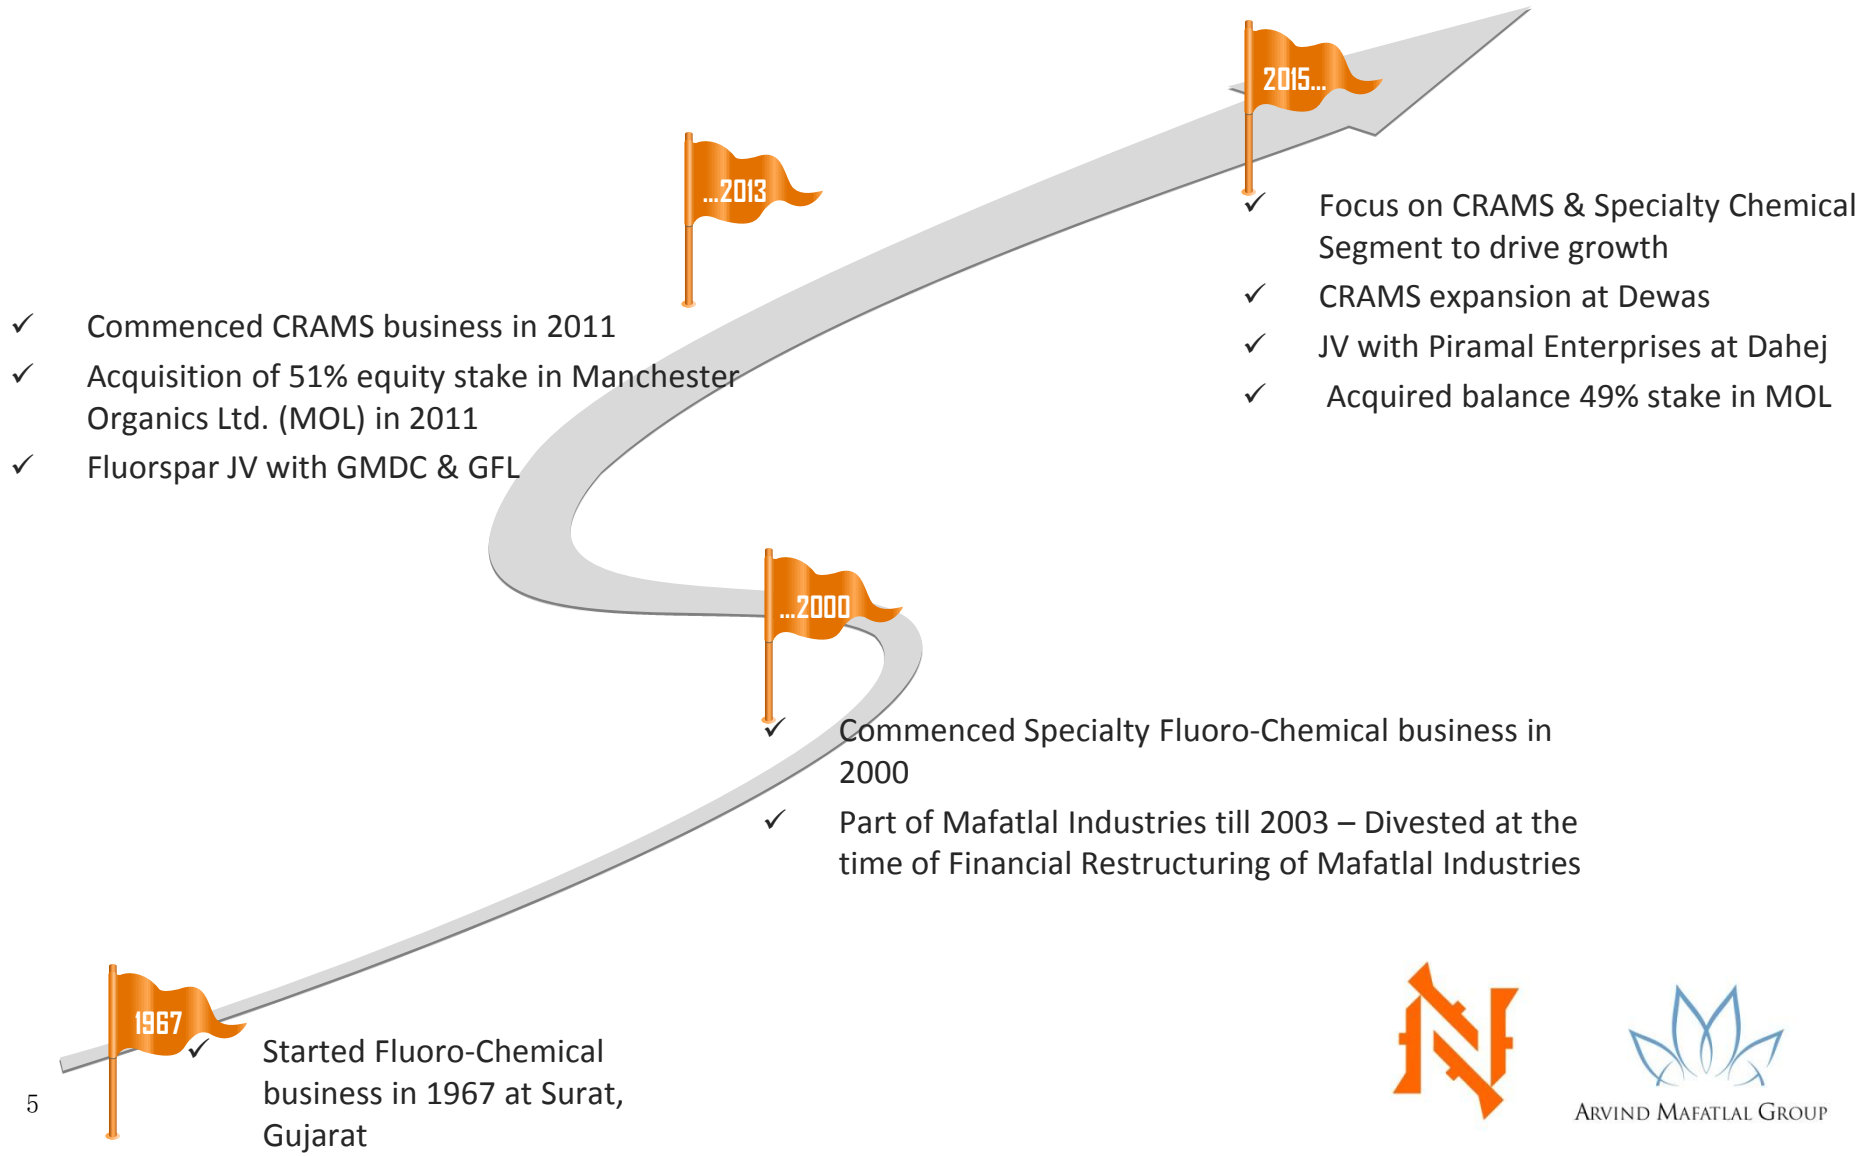 2015...
...2013
✓ Focus on CRAMS & Specialty Chemical
Segment to drive growth
✓ CRAMS expansion at Dewas
✓ JV with Piramal Enterprises at Dahej
✓ Acquired balance 49% stake in MOL
✓ Commenced CRAMS business in 2011
✓ Acquisition of 51% equity stake in Manchester
Organics Ltd. (MOL) in 2011
✓ Fluorspar JV with GMDC & GFL
...2000
✓ Commenced Specialty Fluoro-Chemical business in
2000
✓ Part of Mafatlal Industries till 2003 – Divested at the
time of Financial Restructuring of Mafatlal Industries
1967
✓ Started Fluoro-Chemical
business in 1967 at Surat,
Gujarat
5
N
ARVIND MAFATLAL GROUP